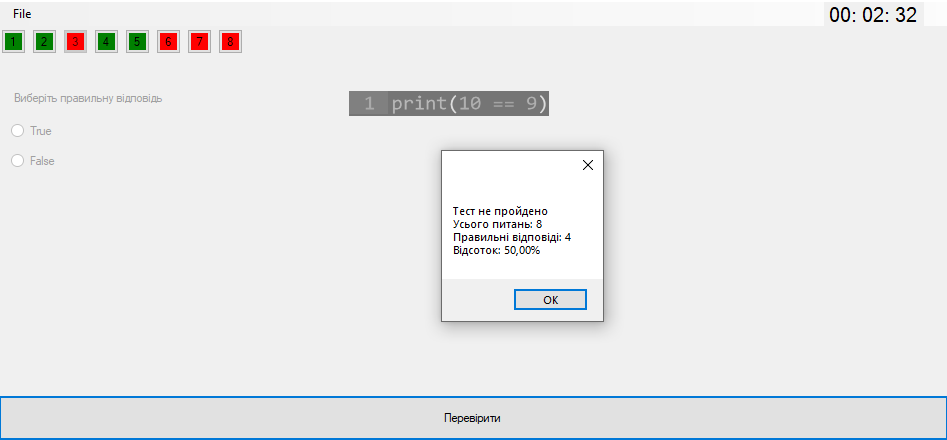 File
00: 02: 32
1 2 3 4 5 6 7 8
Виберіть правильну відповідь
True
False
1 print(10 == 9)
Тест не пройдено
Усього питань: 8
Правильні відповіді: 4
Відсоток: 50,00%
OK
Перевірити